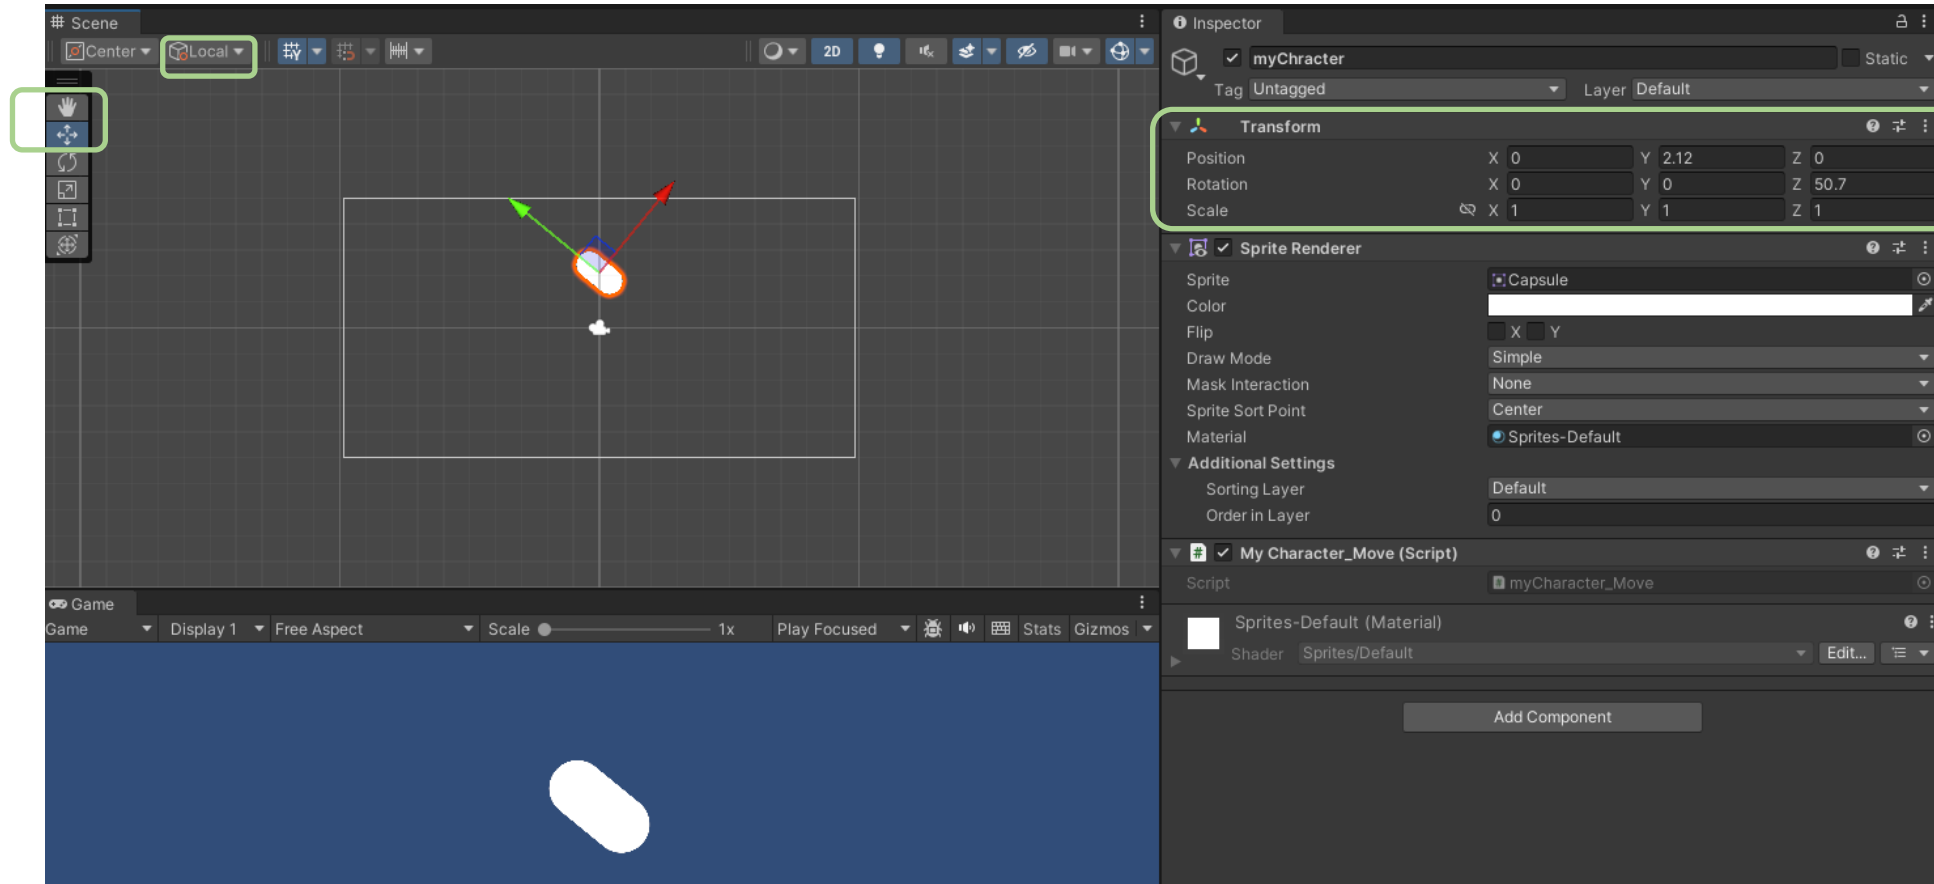 Scene
Center
Local
2D
Game
Game
Display 1
Free Aspect
Scale
1x
Play Focused
Stats
Gizmos
Inspector
myChracter
Static
Tag Untagged
Layer Default
Transform
Position X 0 Y 2.12 Z 0
Rotation X 0 Y 0 Z 50.7
Scale X 1 Y 1 Z 1
Sprite Renderer
Sprite Capsule
Color
Flip X Y
Draw Mode Simple
Mask Interaction None
Sprite Sort Point Center
Material Sprites-Default
Additional Settings
Sorting Layer Default
Order in Layer 0
# My Character_Move (Script)
Script myCharacter_Move
Sprites-Default (Material)
Shader Sprites/Default Edit...
Add Component